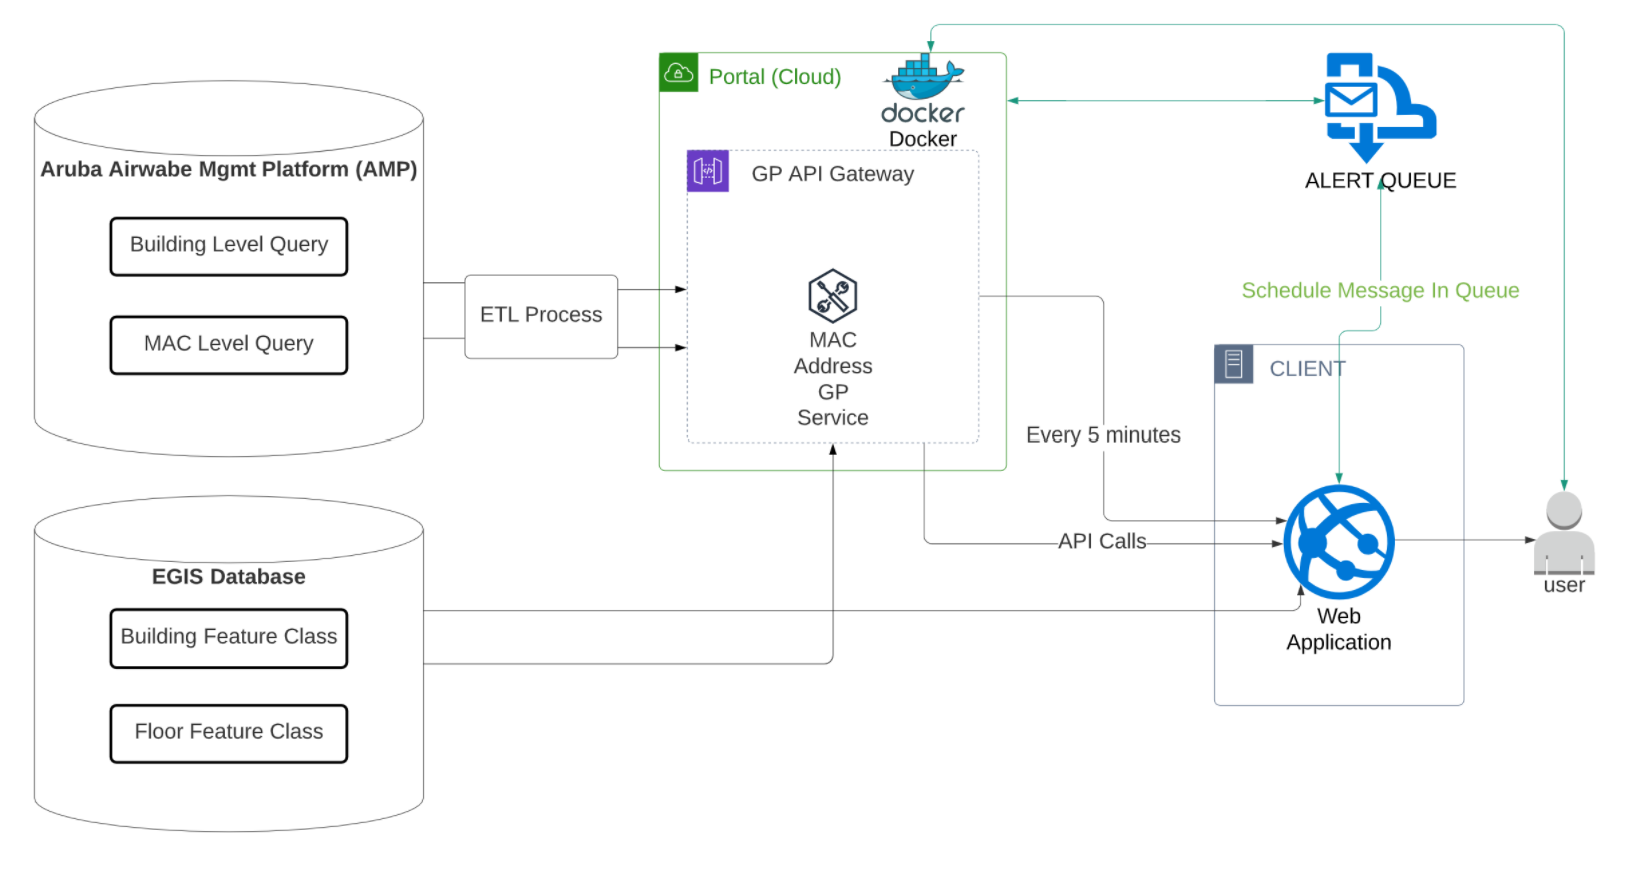 Portal (Cloud)
docker
Docker
Aruba Airwabe Mgmt Platform (AMP)
GP API Gateway
ALERT QUEUE
Building Level Query
MAC Level Query
ETL Process
Schedule Message In Queue
MAC
Address
GP
Service
CLIENT
Every 5 minutes
API Calls
EGIS Database
user
Building Feature Class
Web
Application
Floor Feature Class